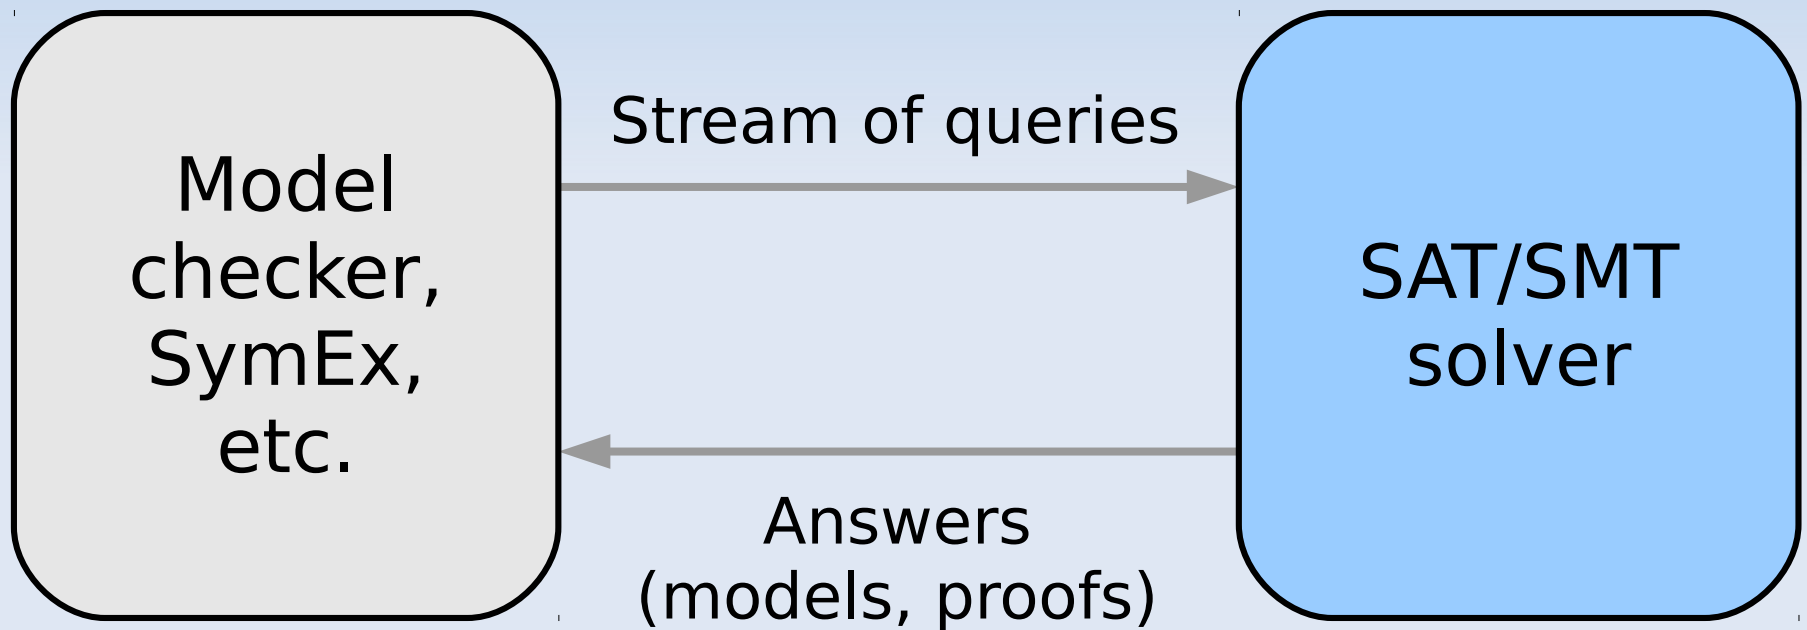 Model
checker,
SymEx,
etc.
Stream of queries
SAT/SMT
solver
Answers
(models, proofs)